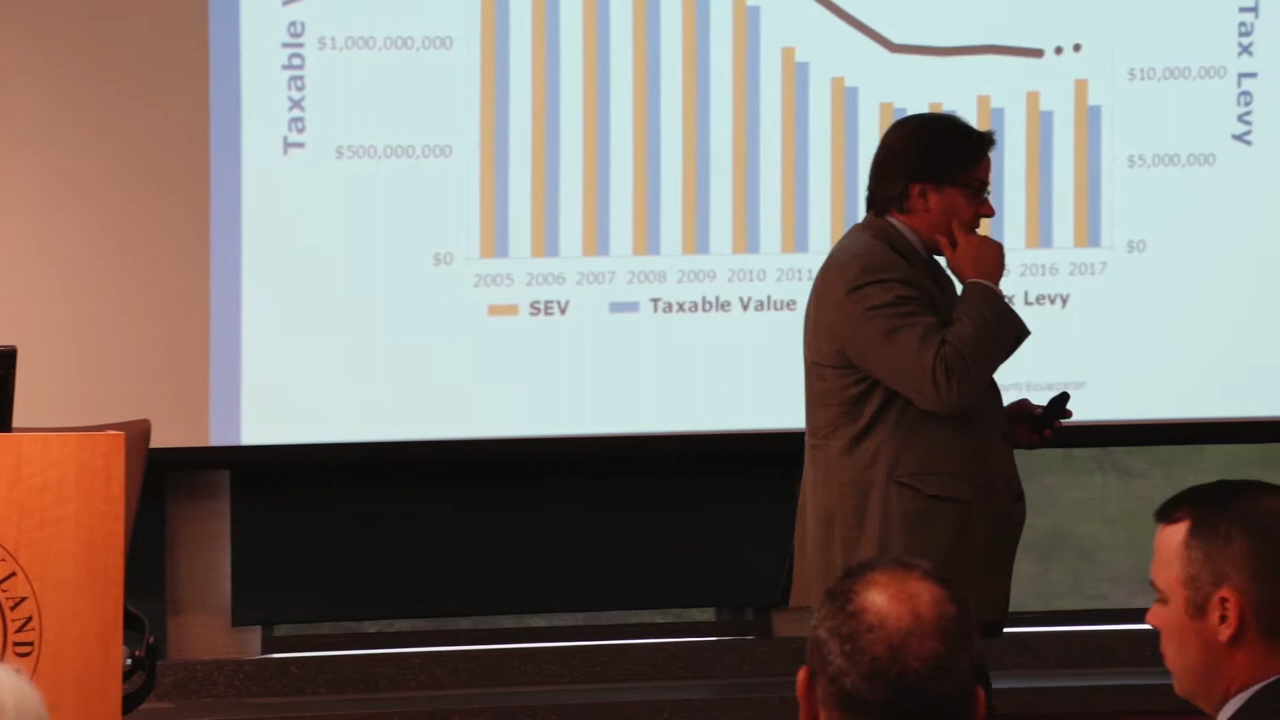 Taxable
Tax Levy
$1,000,000,000
$500,000,000
$0
$10,000,000
$5,000,000
$0
2005 2006 2007 2008 2009 2010 2011 2016 2017
SEV Taxable Value Levy
LAND